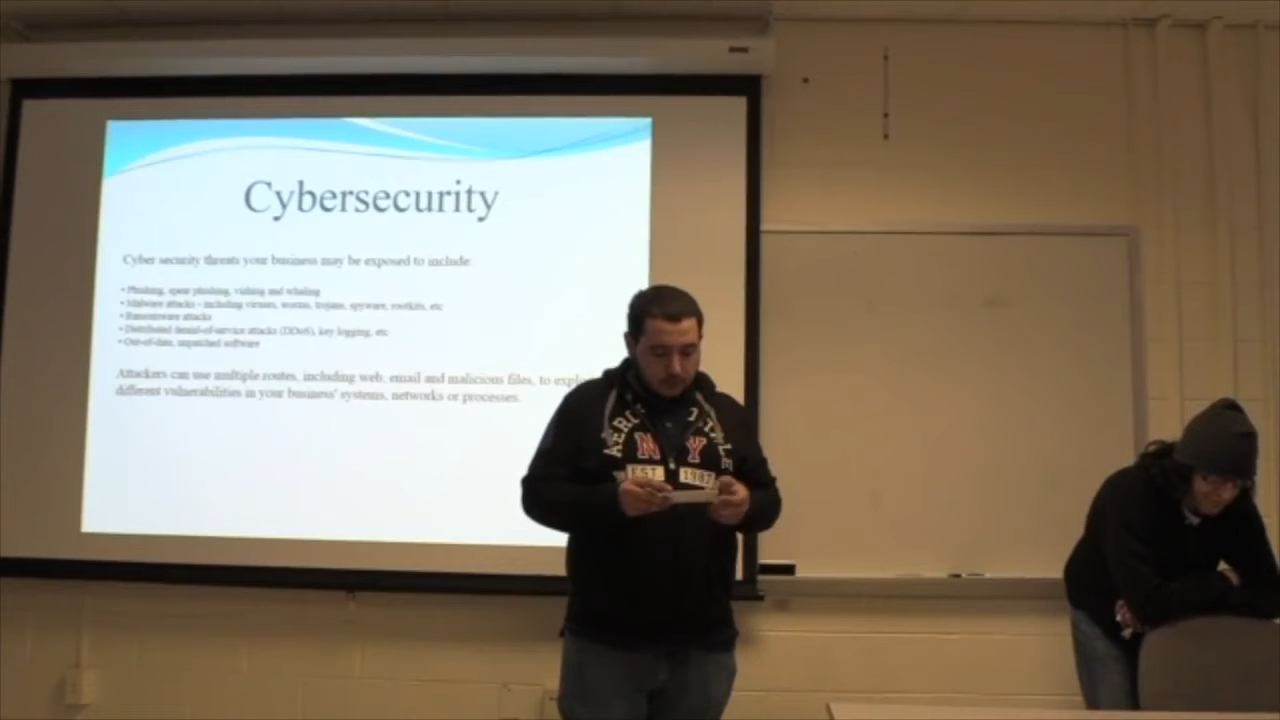 Cybersecurity
Cyber security threats your business may be exposed to include:
• Phishing, spear phishing, vishing and whaling
• Malware attacks - including viruses, worms, trojans, spyware, rootkits, etc
• Ransomware attacks
• Distributed denial-of-service attacks (DDoS), key logging, etc
• Out-of-date, unpatched software
Attackers can use multiple routes, including web, email and malicious files, to
different vulnerabilities in your business' systems, networks or processes.
N Y
EST 1987